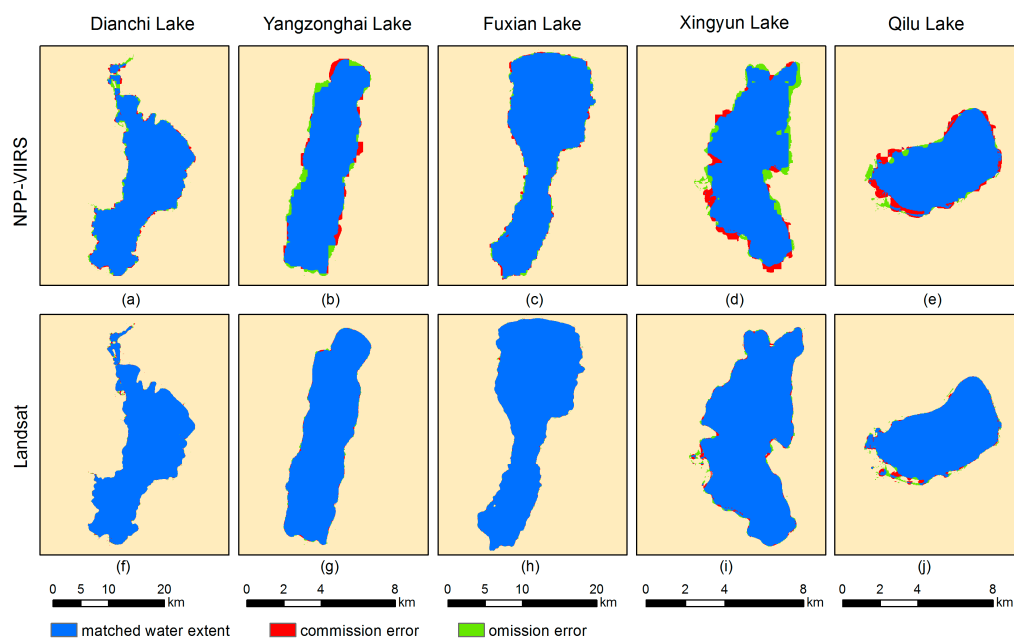 Dianchi Lake Yangzonghai Lake Fuxian Lake Xingyun Lake Qilu Lake
NPP-VIIRS
(a) (b) (c) (d) (e)
Landsat
(f) (g) (h) (i) (j)
0 5 10 20 km 0 2 4 8 km 0 5 10 20 km 0 2 4 8 km 0 2 4 8 km
matched water extent commission error omission error